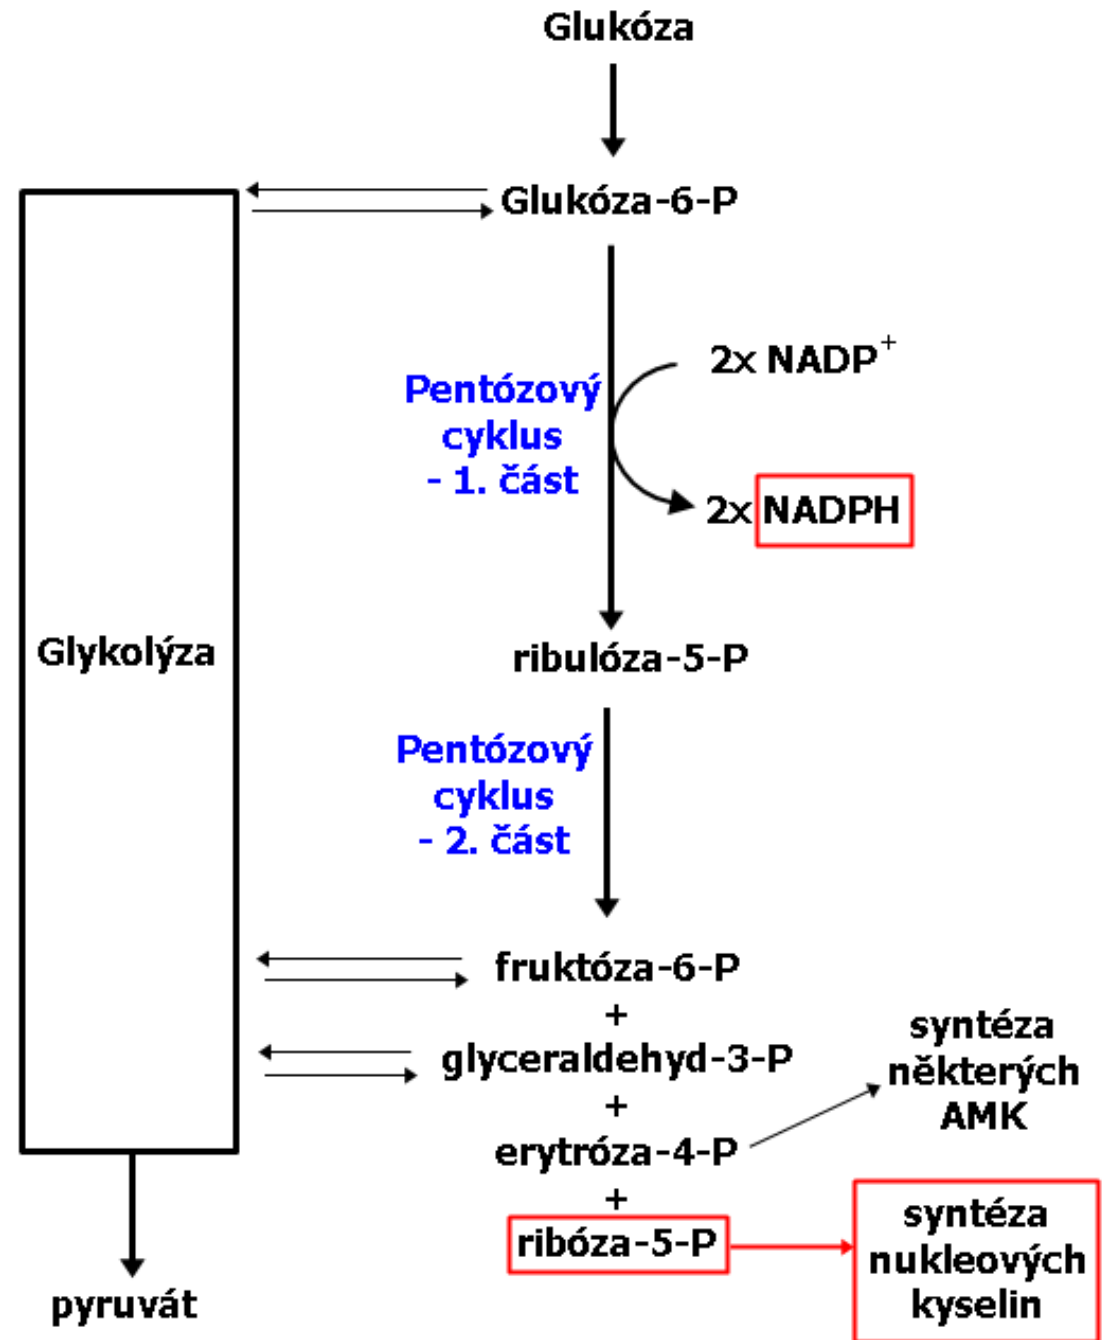 Glukóza
Glukóza-6-P
2x NADP⁺
Pentózový
cyklus
- 1. část
2x NADPH
Glykolýza
ribulóza-5-P
Pentózový
cyklus
- 2. část
fruktóza-6-P
+
glyceraldehyd-3-P
+
erytróza-4-P
+
ribóza-5-P
syntéza
některých
AMK
syntéza
nukleových
kyselin
pyruvát